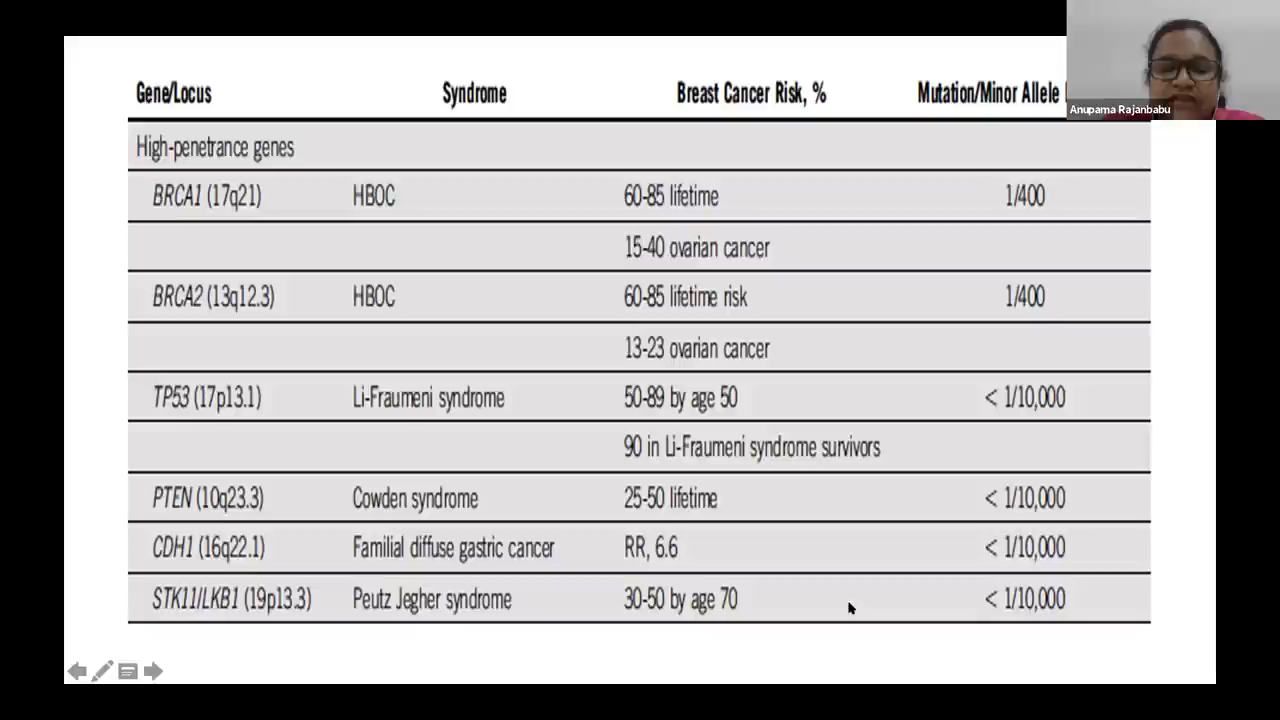 Gene/Locus Syndrome Breast Cancer Risk, % Mutation/Minor Allele
Anupama Rajanbabu
High-penetrance genes
BRCA1 (17q21) HBOC 60-85 lifetime 1/400
15-40 ovarian cancer
BRCA2 (13q12.3) HBOC 60-85 lifetime risk 1/400
13-23 ovarian cancer
TP53 (17p13.1) Li-Fraumeni syndrome 50-89 by age 50 < 1/10,000
90 in Li-Fraumeni syndrome survivors
PTEN (10q23.3) Cowden syndrome 25-50 lifetime < 1/10,000
CDH1 (16q22.1) Familial diffuse gastric cancer RR, 6.6 < 1/10,000
STK11/LKB1 (19p13.3) Peutz Jegher syndrome 30-50 by age 70 < 1/10,000